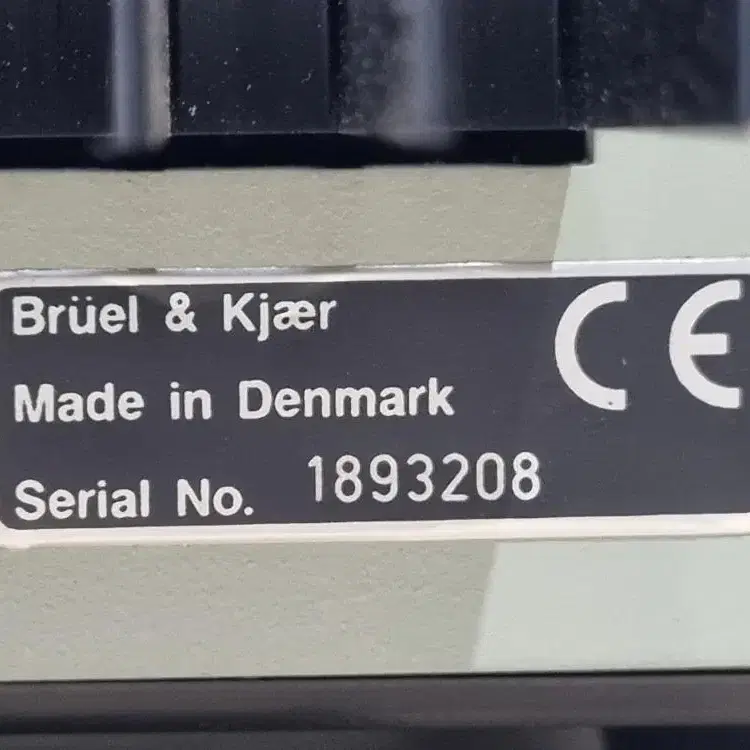 Brüel & Kjær
CE
Made in Denmark
Serial No. 1893208